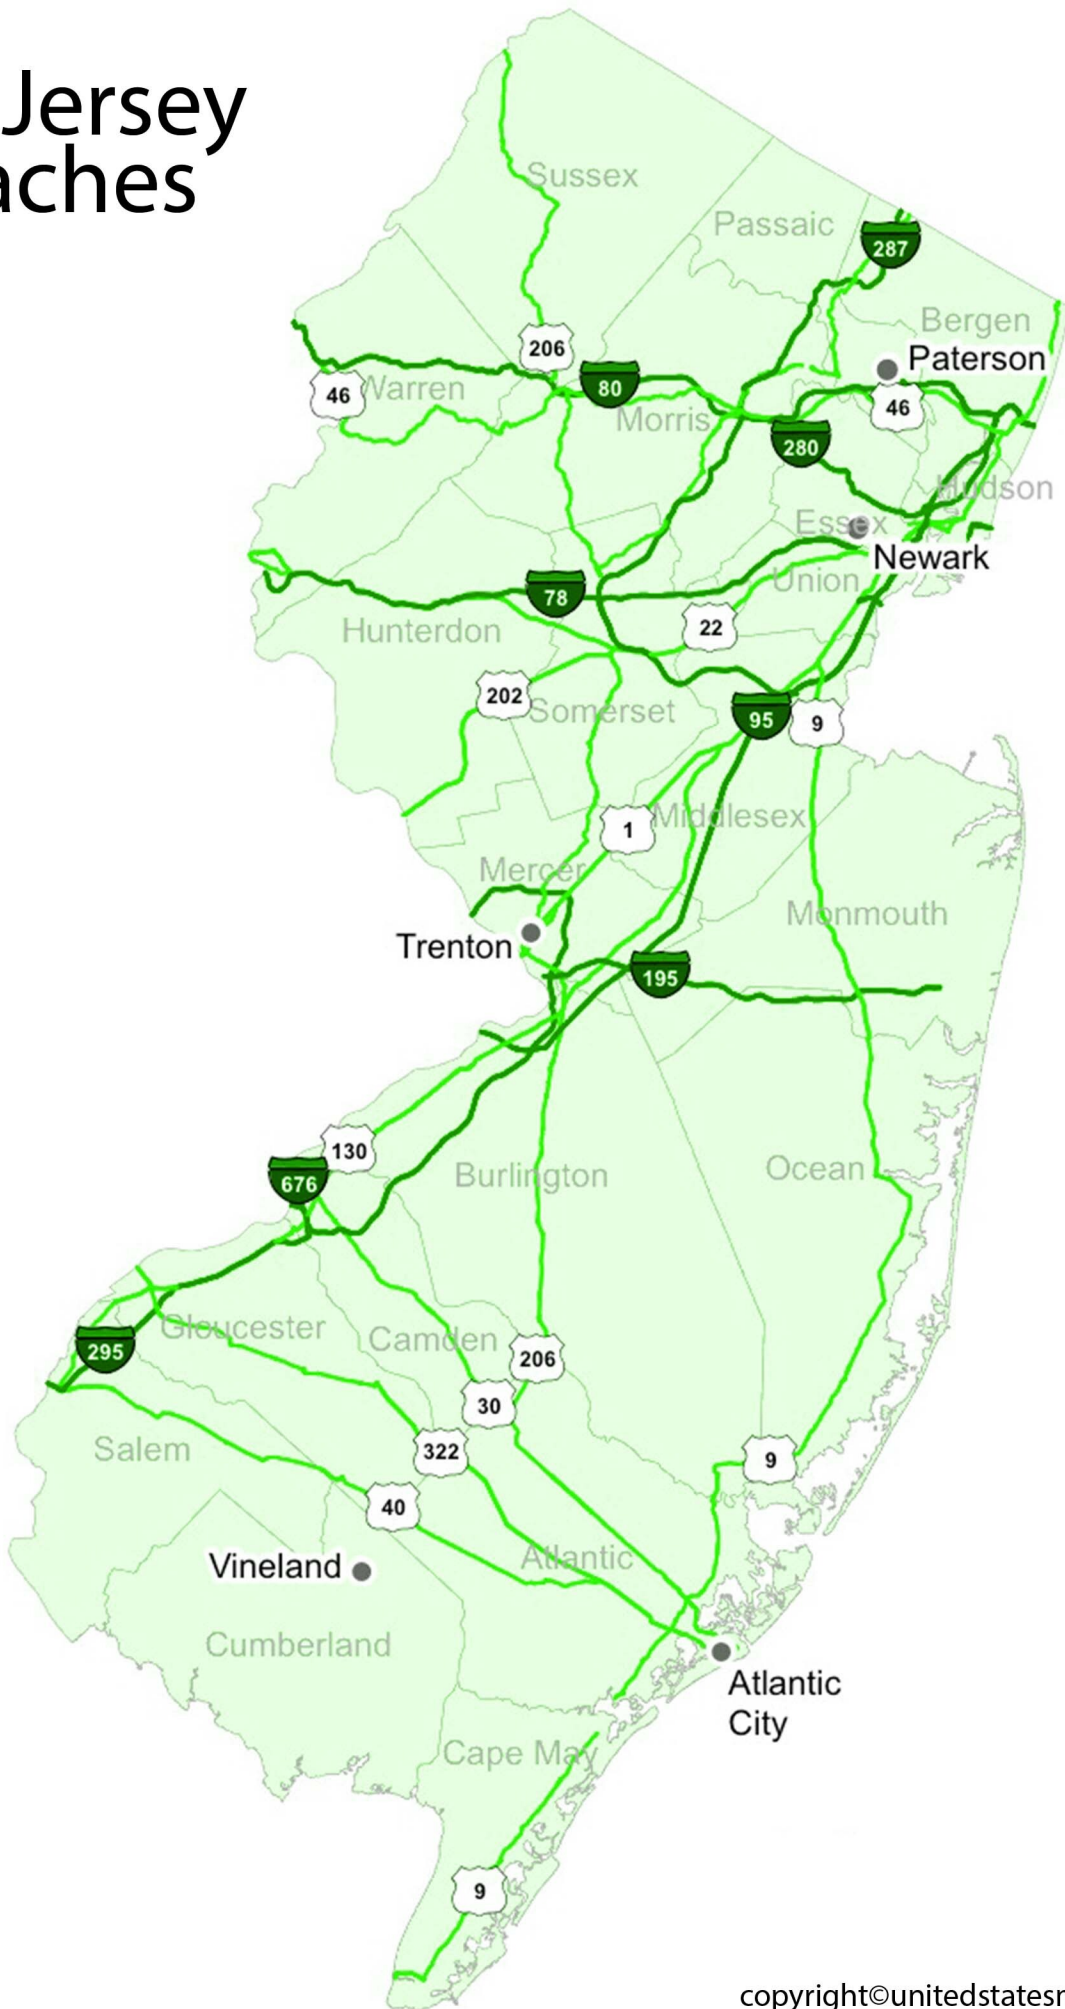 Jersey
aches
Sussex
Passaic
287
Bergen
206
Paterson
80
46
Warren
46
Morris
280
Hudson
Essex
Newark
Union
78
22
Hunterdon
202
Somerset
95
9
1
Middlesex
Mercer
Monmouth
Trenton
195
130
676
Burlington
Ocean
Gloucester
Camden
295
206
30
Salem
322
9
40
Atlantic
Vineland
Cumberland
Atlantic
City
Cape May
9
copyright©unitedstates